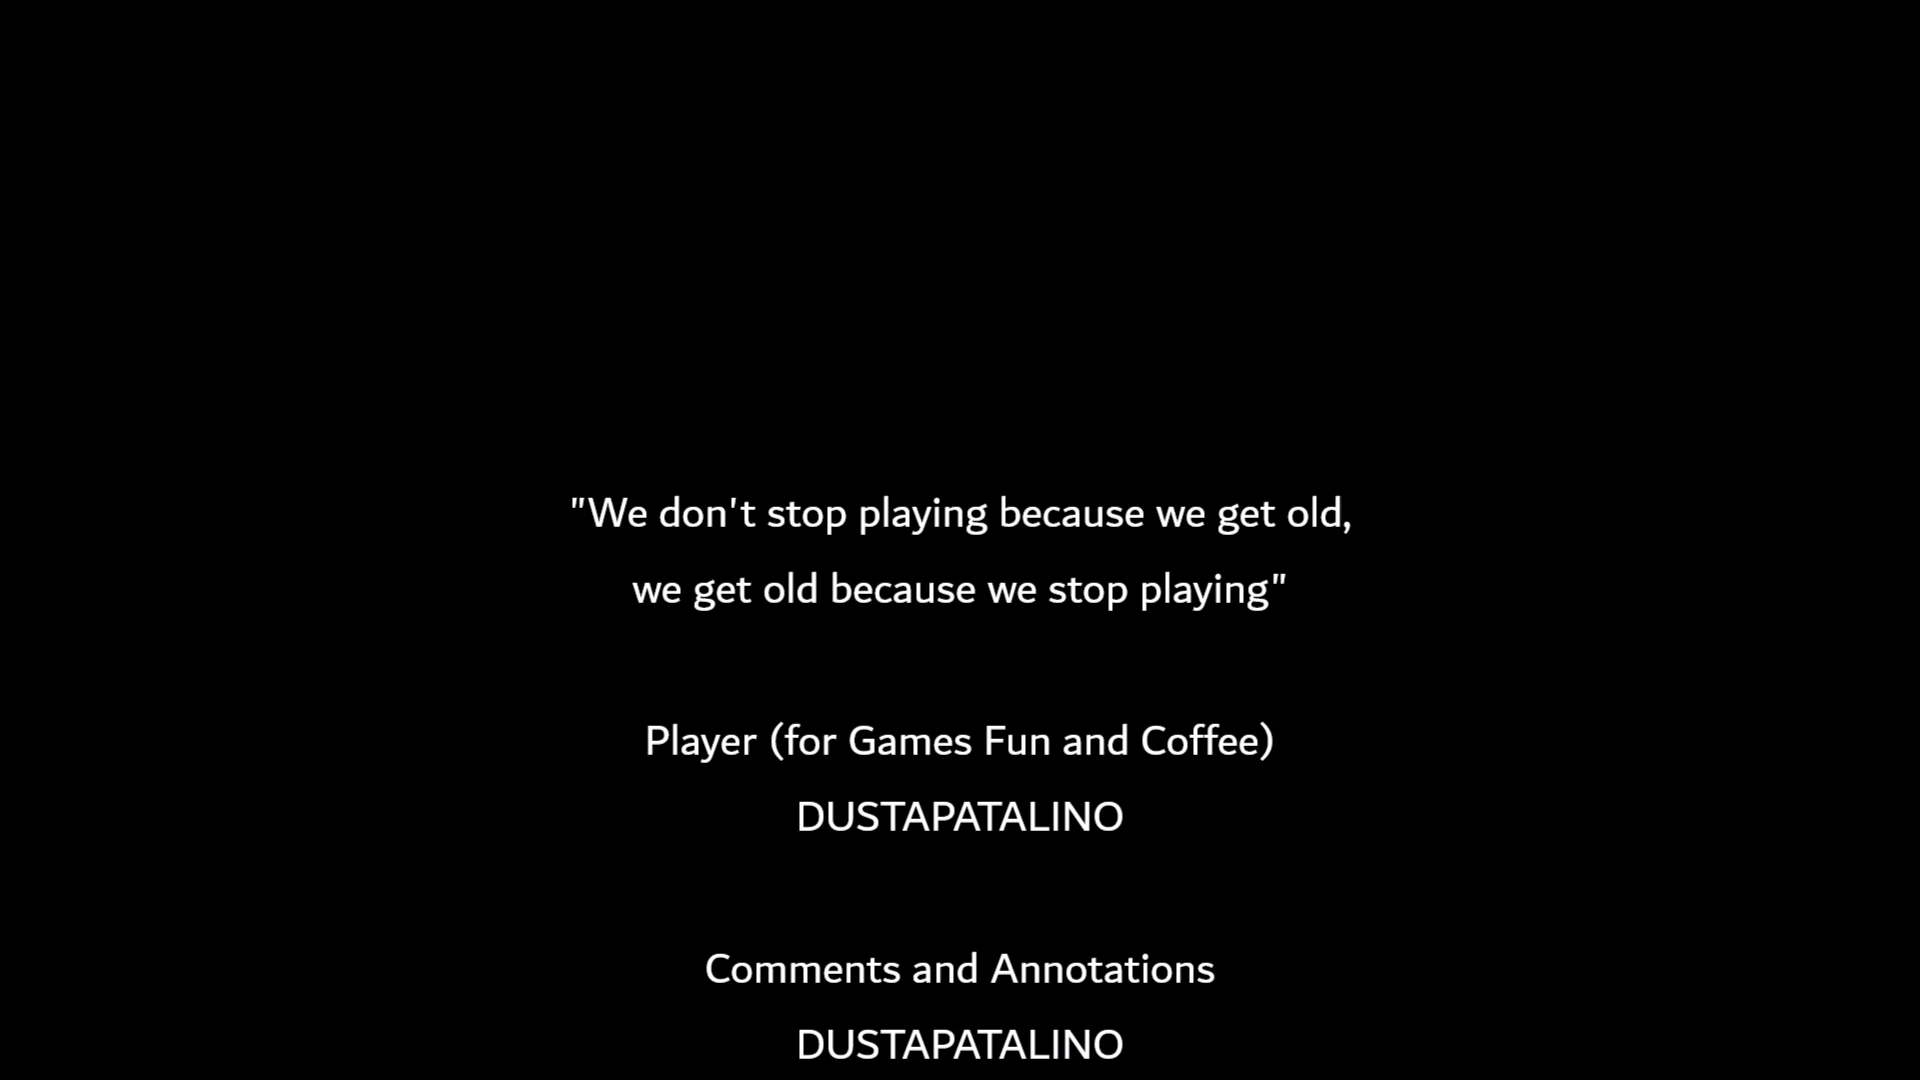 "We don't stop playing because we get old,
we get old because we stop playing"
Player (for Games Fun and Coffee)
DUSTAPATALINO
Comments and Annotations
DUSTAPATALINO